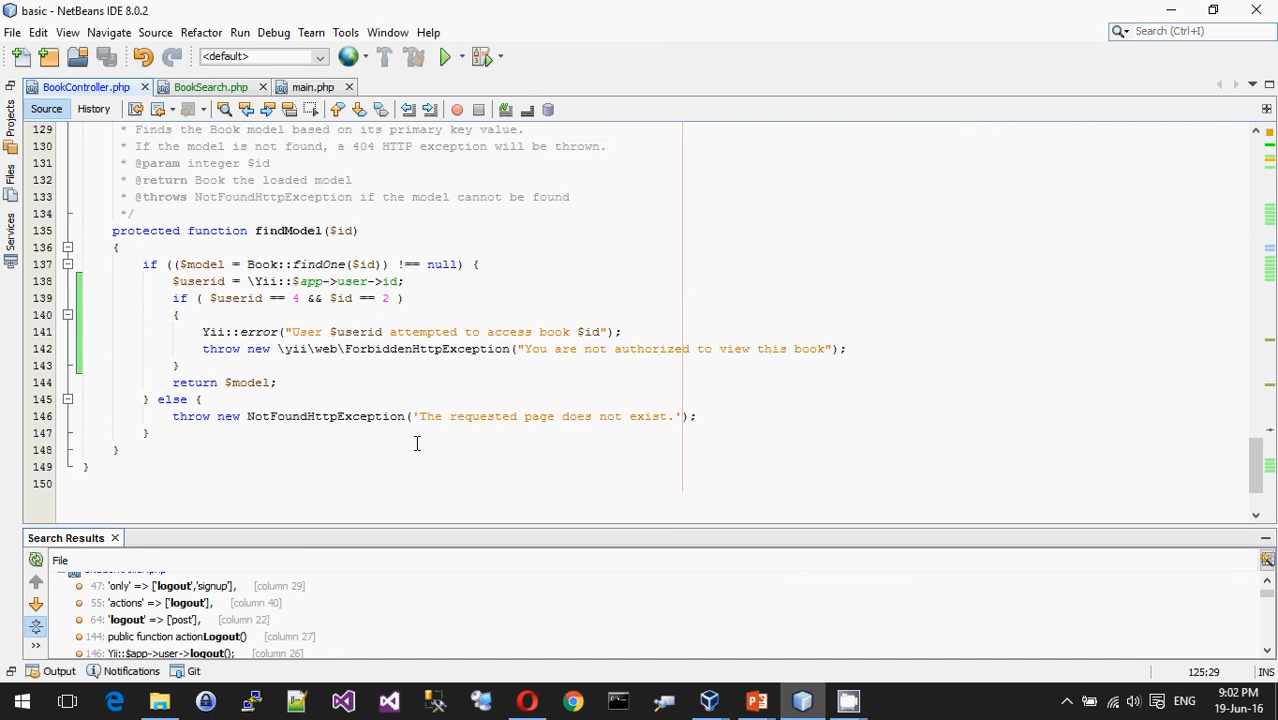 basic - NetBeans IDE 8.0.2
File Edit View Navigate Source Refactor Run Debug Team Tools Window Help
Search (Ctrl+I)
<default>
BookController.php BookSearch.php main.php
Source History
Projects
Files
Services
129 * Finds the Book model based on its primary key value.
130 * If the model is not found, a 404 HTTP exception will be thrown.
131 * @param integer $id
132 * @return Book the loaded model
133 * @throws NotFoundHttpException if the model cannot be found
134 */
135 protected function findModel($id)
136 {
137 if (($model = Book::findOne($id)) !== null) {
138 $userid = \Yii::$app->user->id;
139 if ( $userid == 4 && $id == 2 )
140 {
141 Yii::error("User $userid attempted to access book $id");
142 throw new \yii\web\ForbiddenHttpException("You are not authorized to view this book");
143 }
144 return $model;
145 } else {
146 throw new NotFoundHttpException('The requested page does not exist.');
147 }
148 }
149 }
150
Search Results
File
47: 'only' => ['logout','signup'], [column 29]
55: 'actions' => ['logout'], [column 40]
64: 'logout' => ['post'], [column 22]
144: public function actionLogout() [column 27]
146: Yii::$app->user->logout(); [column 26]
Output Notifications Git
125:29 INS
ENG
9:02 PM
19-Jun-16